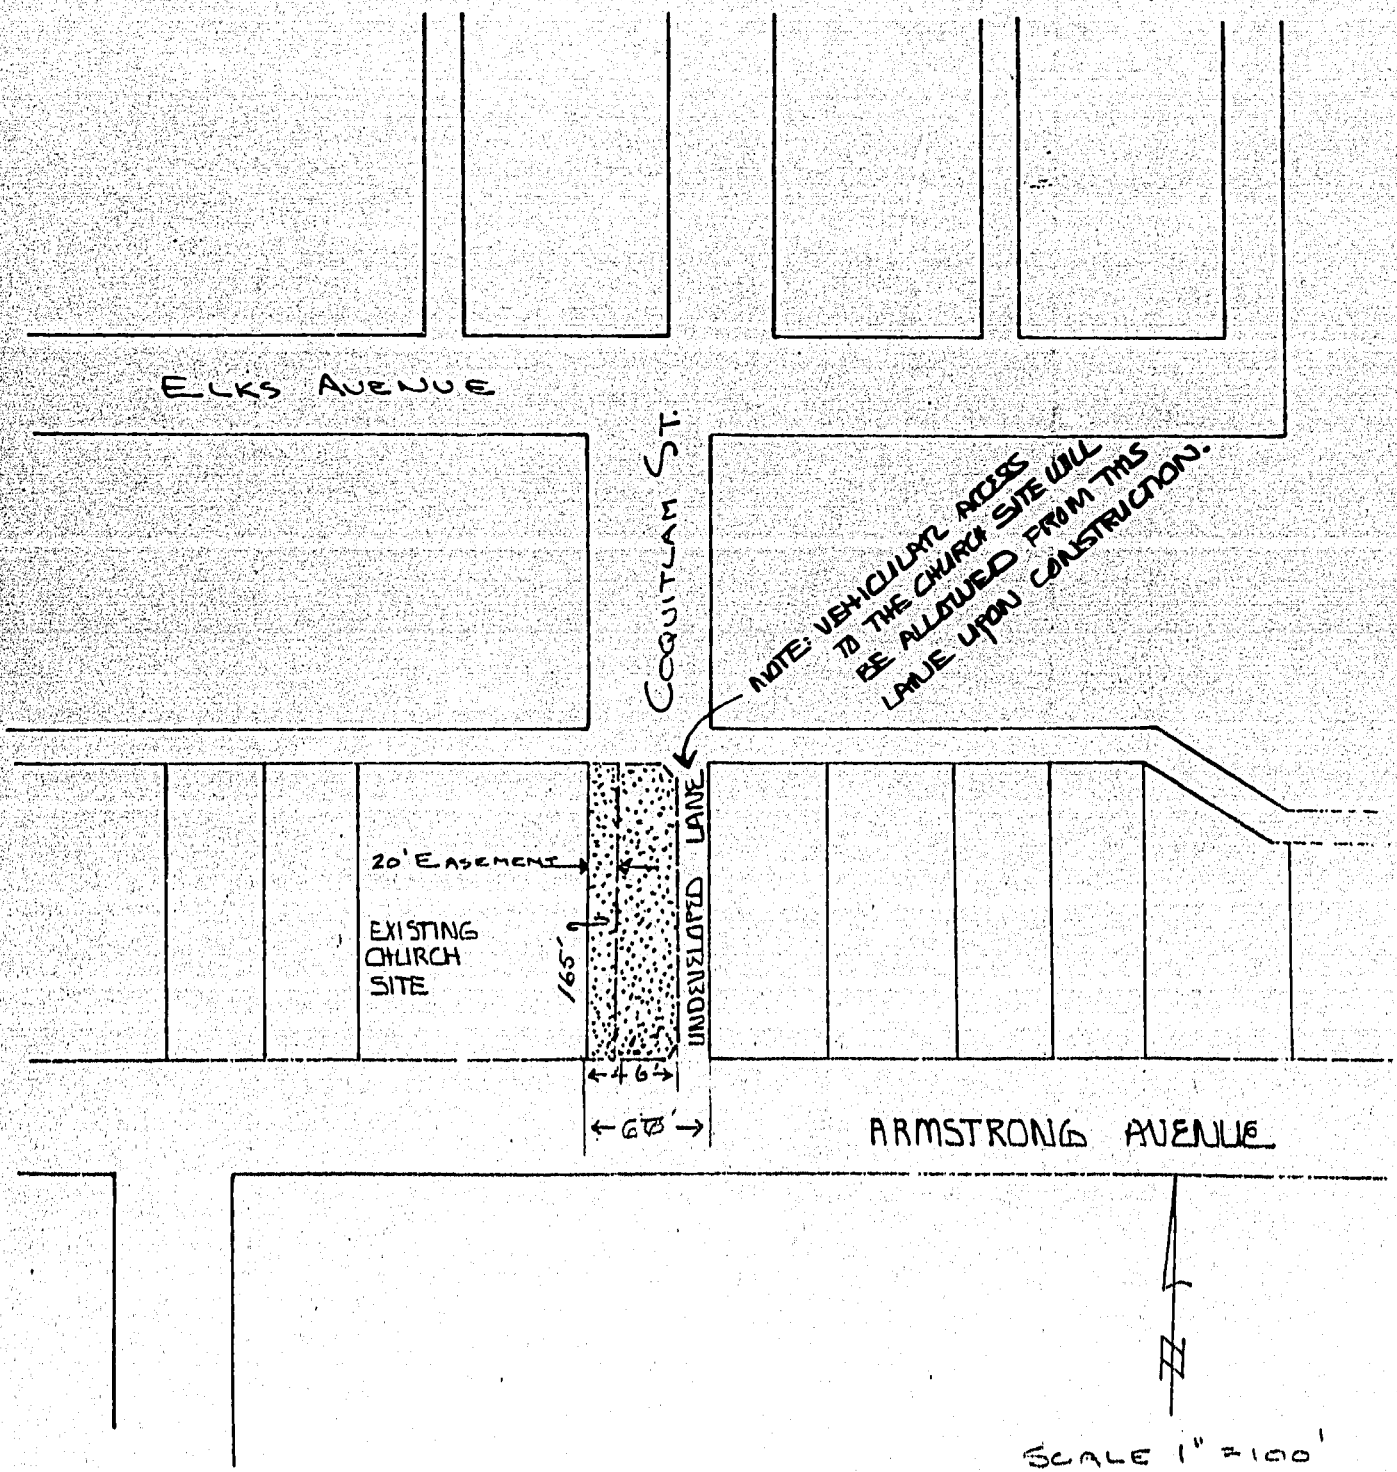 ELKS AVENUE
COQUITLAM ST.
NOTE: VEHICULAR ACCESS
TO THE CHURCH SITE WILL
BE ALLOWED FROM THIS
LANE UPON CONSTRUCTION.
20' EASEMENT
EXISTING
CHURCH
SITE
165'
UNDEVELOPED LANE
46'
ARMSTRONG AVENUE
N
SCALE 1" = 100'